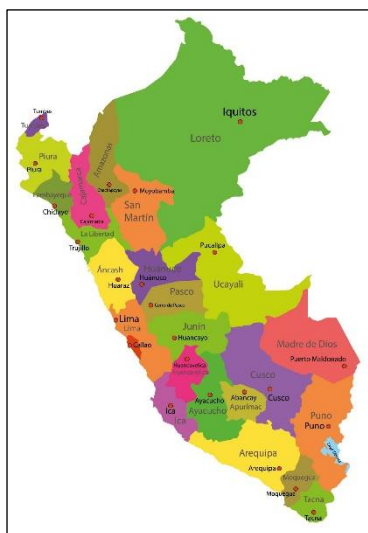 Iquitos
Loreto
Tumbes
Piura
Piura
Amazonas
Cajamarca
Cajamarca
Moyobamba
San
Martín
Lambayeque
Chiclayo
La Libertad
Trujillo
Pucallpa
Ucayali
Áncash
Huaraz
Huánuco
Huánuco
Pasco
Cerro de Pasco
Lima
Lima
Callao
Junín
Huancayo
Huancavelica
Madre de Dios
Puerto Maldonado
Cusco
Cusco
Ica
Ica
Ayacucho
Ayacucho
Abancay
Apurímac
Puno
Puno
Arequipa
Arequipa
Moquegua
Moquegua
Tacna
Tacna